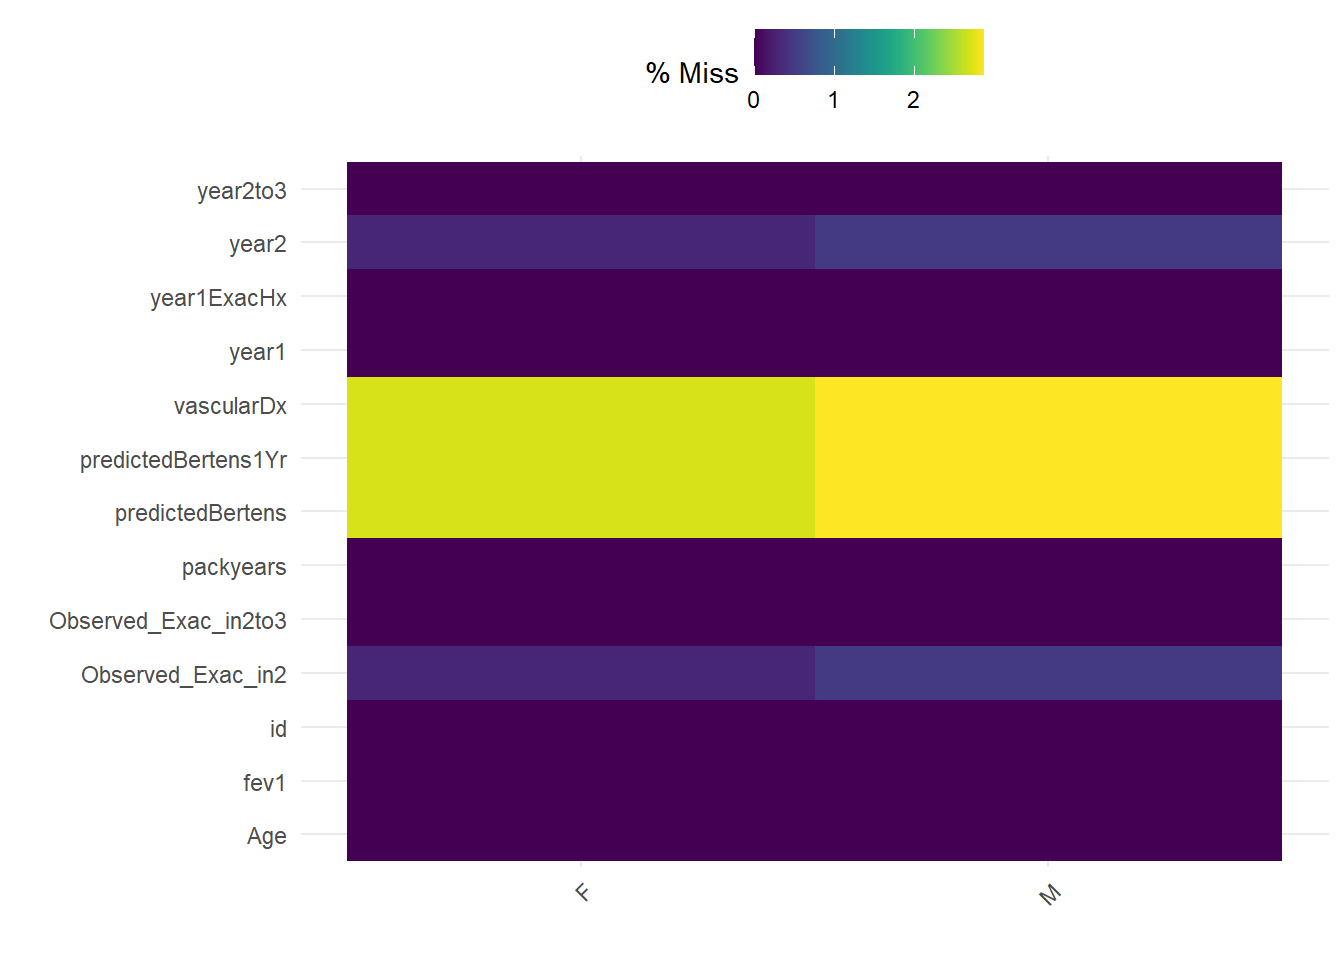 % Miss
0 1 2
year2to3
year2
year1ExacHx
year1
vascularDx
predictedBertens1Yr
predictedBertens
packyears
Observed_Exac_in2to3
Observed_Exac_in2
id
fev1
Age
F M